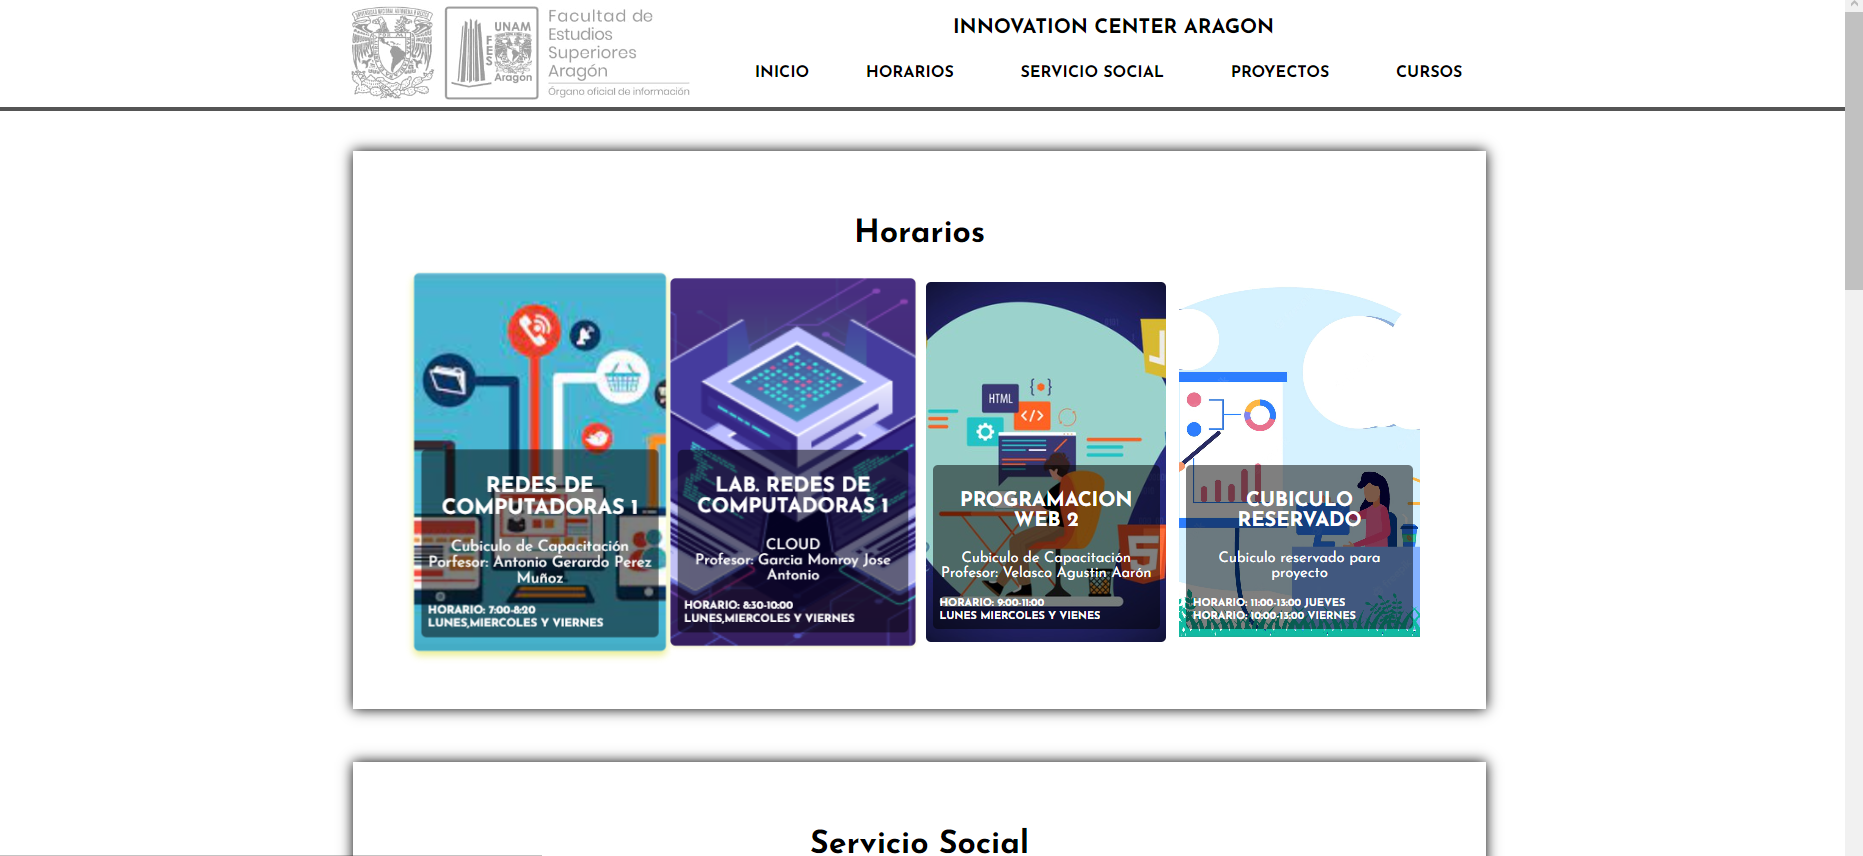 Facultad de
Estudios
Superiores
Aragón
Órgano oficial de información
UNAM
FES
Aragón
INNOVATION CENTER ARAGON
INICIO HORARIOS SERVICIO SOCIAL PROYECTOS CURSOS
Horarios
REDES DE
COMPUTADORAS 1
Cubiculo de Capacitación
Porfesor: Antonio Gerardo Perez
Muñoz
HORARIO: 7:00-8:20
LUNES,MIERCOLES Y VIERNES
LAB. REDES DE
COMPUTADORAS 1
CLOUD
Profesor: Garcia Monroy Jose
Antonio
HORARIO: 8:30-10:00
LUNES,MIERCOLES Y VIERNES
HTML
</>
PROGRAMACION
WEB 2
Cubiculo de Capacitación
Profesor: Velasco Agustin Aarón
HORARIO: 9:00-11:00
LUNES MIERCOLES Y VIENES
CUBICULO
RESERVADO
Cubiculo reservado para
proyecto
HORARIO: 11:00-13:00 JUEVES
HORARIO: 10:00-13:00 VIERNES
Servicio Social